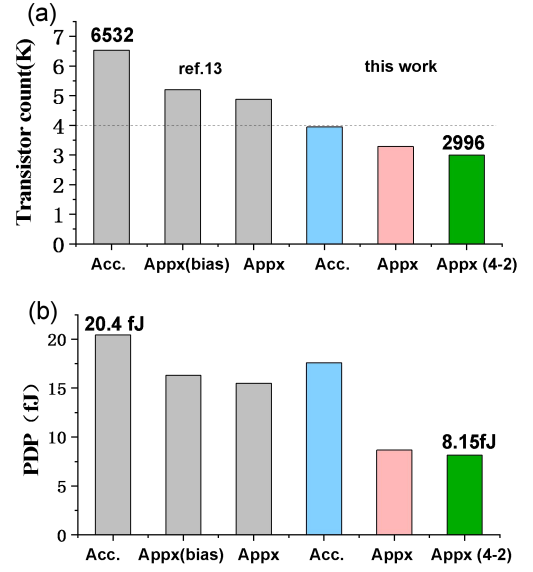 (a)
Transistor count(K)
7
6
5
4
3
2
1
0
6532
ref.13
this work
2996
Acc. Appx(bias) Appx Acc. Appx Appx (4-2)
(b)
PDP (fJ)
20
15
10
5
0
20.4 fJ
8.15fJ
Acc. Appx(bias) Appx Acc. Appx Appx (4-2)